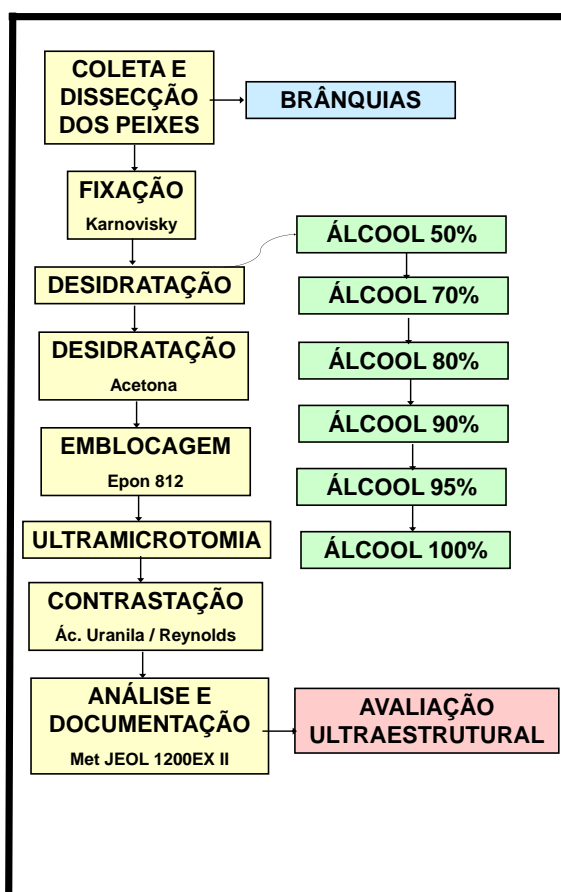 COLETA E
DISSECÇÃO
DOS PEIXES
BRÂNQUIAS
FIXAÇÃO
Karnovisky
DESIDRATAÇÃO
ÁLCOOL 50%
ÁLCOOL 70%
ÁLCOOL 80%
ÁLCOOL 90%
ÁLCOOL 95%
ÁLCOOL 100%
DESIDRATAÇÃO
Acetona
EMBLOCAGEM
Epon 812
ULTRAMICROTOMIA
CONTRASTAÇÃO
Ác. Uranila / Reynolds
ANÁLISE E
DOCUMENTAÇÃO
Met JEOL 1200EX II
AVALIAÇÃO
ULTRAESTRUTURAL